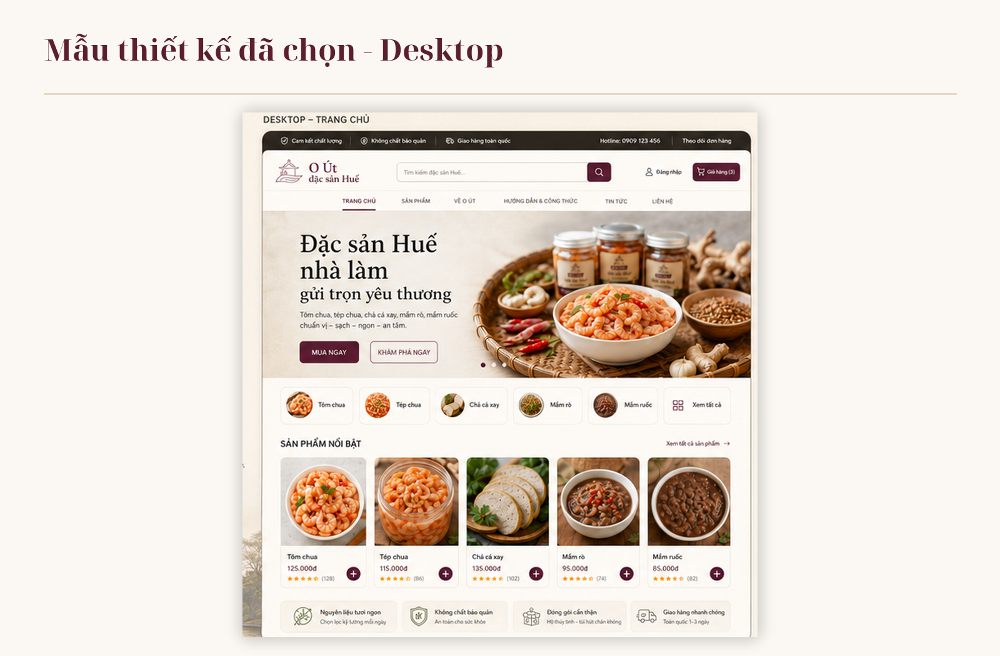 Mẫu thiết kế đã chọn - Desktop
DESKTOP – TRANG CHỦ
Cam kết chất lượng
Không chất bảo quản
Giao hàng toàn quốc
Hotline: 0909 123 456
Theo dõi đơn hàng
O Út
đặc sản Huế
Tìm kiếm đặc sản Huế...
Đăng nhập
Giỏ hàng (3)
TRANG CHỦ
SẢN PHẨM
VỀ O ÚT
HƯỚNG DẪN & CÔNG THỨC
TIN TỨC
LIÊN HỆ
Đặc sản Huế
nhà làm
gửi trọn yêu thương
Tôm chua, tép chua, chả cá xay, mắm rò, mắm ruốc
chuẩn vị – sạch – ngon – an tâm.
MUA NGAY
KHÁM PHÁ NGAY
Tôm chua
Tép chua
Chả cá xay
Mắm rò
Mắm ruốc
Xem tất cả
SẢN PHẨM NỔI BẬT
Xem tất cả sản phẩm
Tôm chua
125.000đ
(128)
Tép chua
115.000đ
(86)
Chả cá xay
135.000đ
(102)
Mắm rò
95.000đ
(74)
Mắm ruốc
85.000đ
(82)
Nguyên liệu tươi ngon
Chọn lọc kỹ lưỡng mỗi ngày
Không chất bảo quản
An toàn cho sức khỏe
Đóng gói cẩn thận
Hộ thủy tinh – túi hút chân không
Giao hàng nhanh chóng
Toàn quốc 1–3 ngày